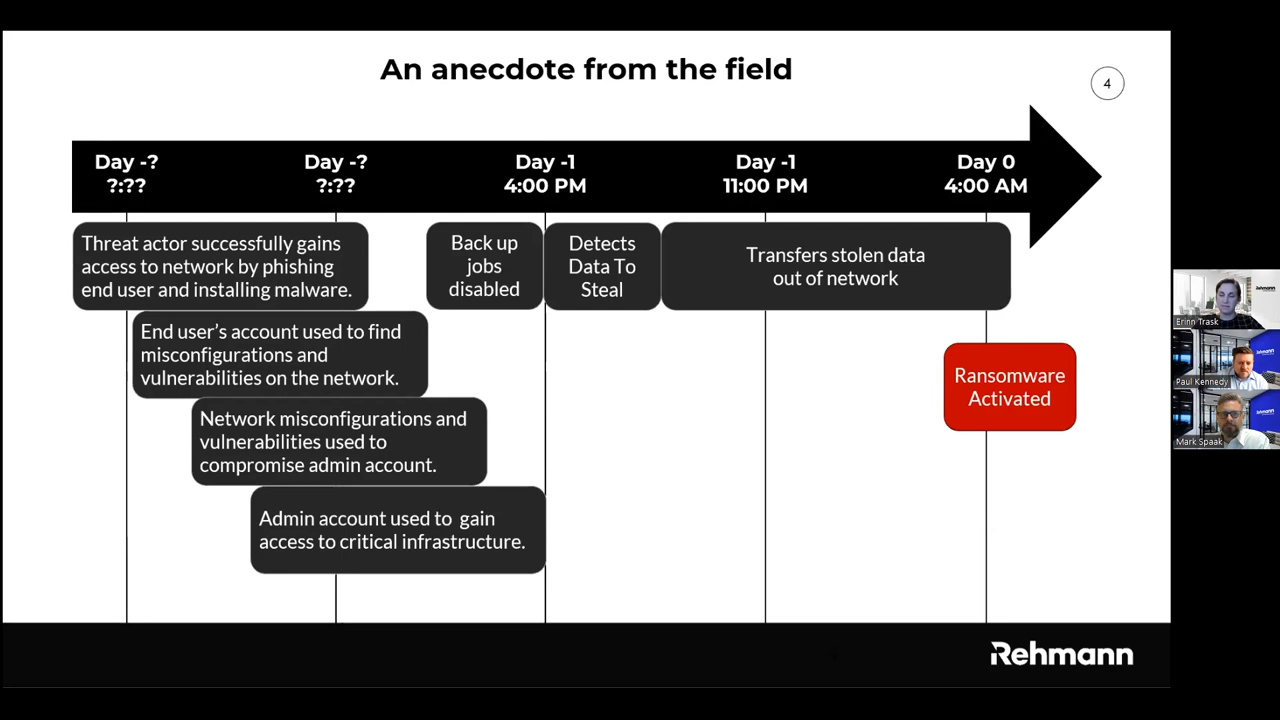 An anecdote from the field
4
Day -?
?:??
Day -?
?:??
Day -1
4:00 PM
Day -1
11:00 PM
Day 0
4:00 AM
Threat actor successfully gains
access to network by phishing
end user and installing malware.
Back up
jobs
disabled
Detects
Data To
Steal
Transfers stolen data
out of network
End user’s account used to find
misconfigurations and
vulnerabilities on the network.
Ransomware
Activated
Network misconfigurations and
vulnerabilities used to
compromise admin account.
Admin account used to  gain
access to critical infrastructure.
Rehmann
Rehmann
Erinn Trask
Rehmann
Paul Kennedy
Rehmann
Mark Spaak